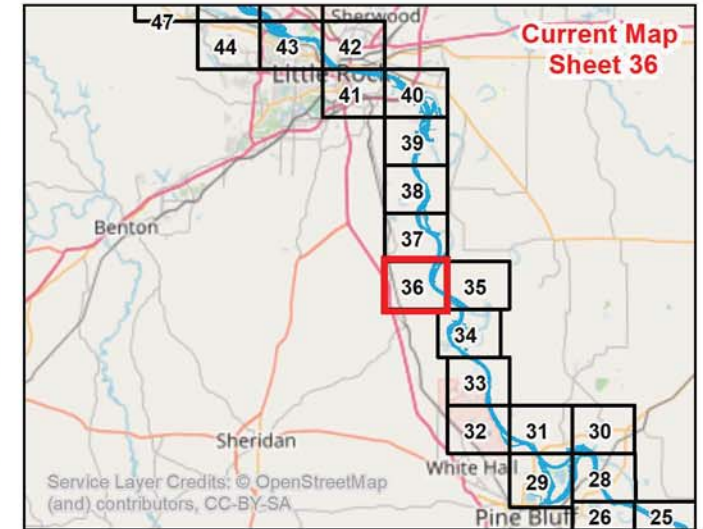 Sherwood
47
44
43
42
Current Map
Sheet 36
Little Rock
41
40
39
38
Benton
37
36
35
34
33
Sheridan
32
31
30
White Hall
29
28
Service Layer Credits: © OpenStreetMap
(and) contributors, CC-BY-SA
Pine Bluff
26
25